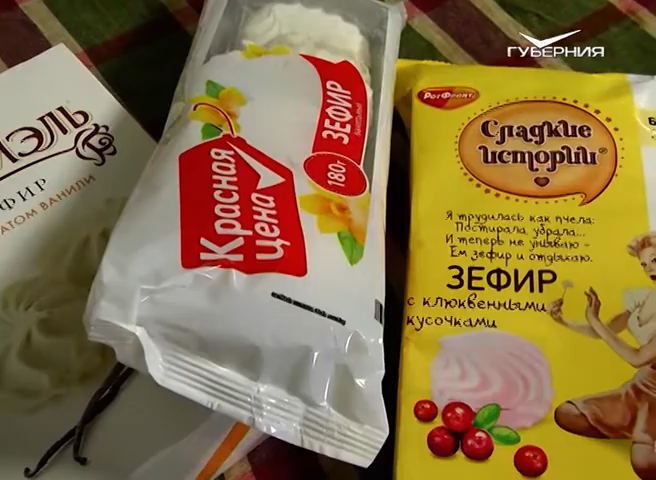 ГУБЕРНИЯ
ЭЛЬ
ФИР
АТОМ ВАНИЛИ
ЗЕФИР
180г
Красная
цена
РотФронт
Сладкие
истории
Я трудилась как пчела:
Постирала, убрала...
И теперь не унываю -
Ем зефир и отдыхаю.
ЗЕФИР
с клюквенными
кусочками
Б